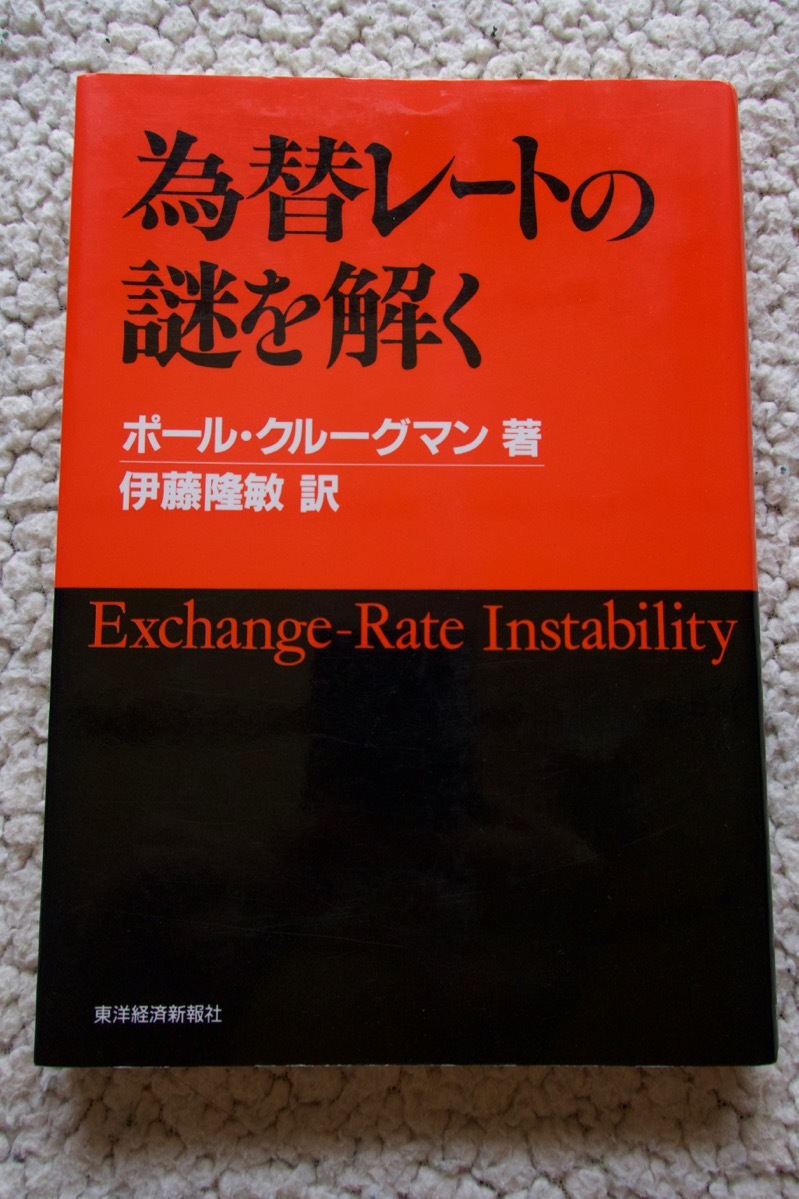 為替レートの
謎を解く
ポール・クルーグマン 著
伊藤隆敏 訳
Exchange-Rate Instability
東洋経済新報社